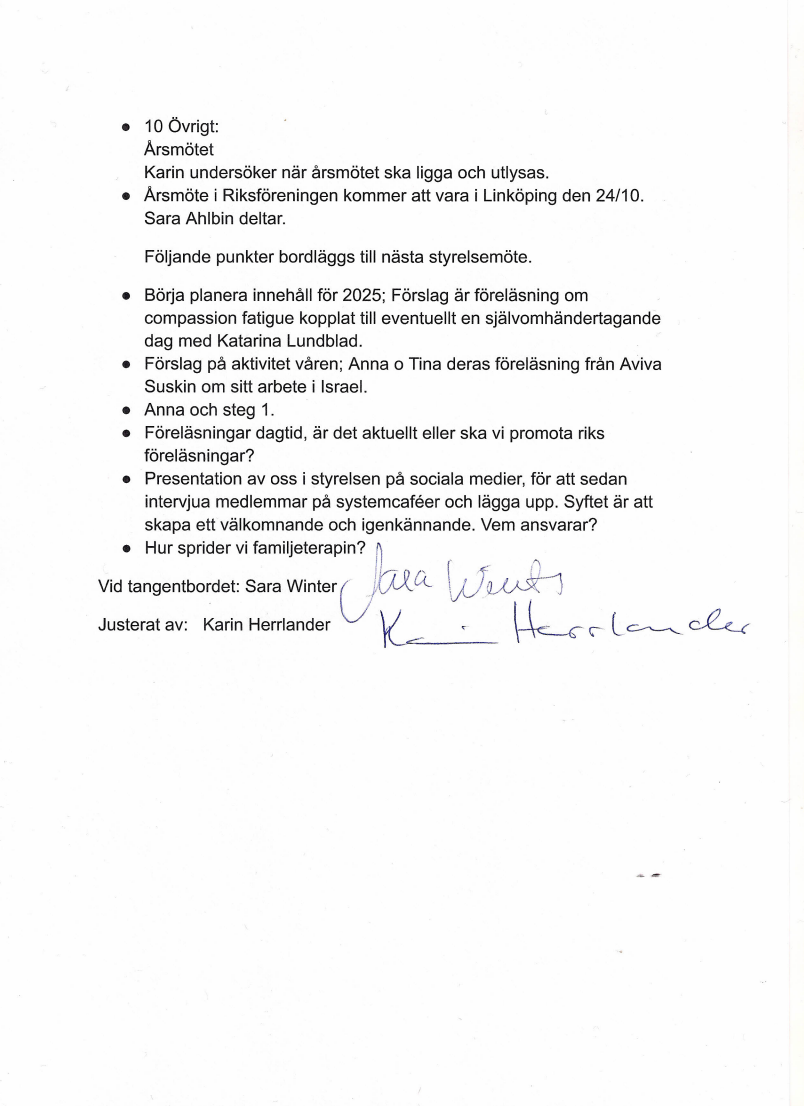 ● 10 Övrigt:
Årsmötet
Karin undersöker när årsmötet ska ligga och utlysas.
● Årsmöte i Riksföreningen kommer att vara i Linköping den 24/10.
Sara Ahlbin deltar.
Följande punkter bordläggs till nästa styrelsemöte.
● Börja planera innehåll för 2025; Förslag är föreläsning om
compassion fatigue kopplat till eventuellt en självomhändertagande
dag med Katarina Lundblad.
● Förslag på aktivitet våren; Anna o Tina deras föreläsning från Aviva
Suskin om sitt arbete i Israel.
● Anna och steg 1.
● Föreläsningar dagtid, är det aktuellt eller ska vi promota riks
föreläsningar?
● Presentation av oss i styrelsen på sociala medier, för att sedan
intervjua medlemmar på systemcaféer och lägga upp. Syftet är att
skapa ett välkomnande och igenkännande. Vem ansvarar?
● Hur sprider vi familjeterapin?
Vid tangentbordet: Sara Winter Sara Winter
Justerat av: Karin Herrlander Karin Herrlander